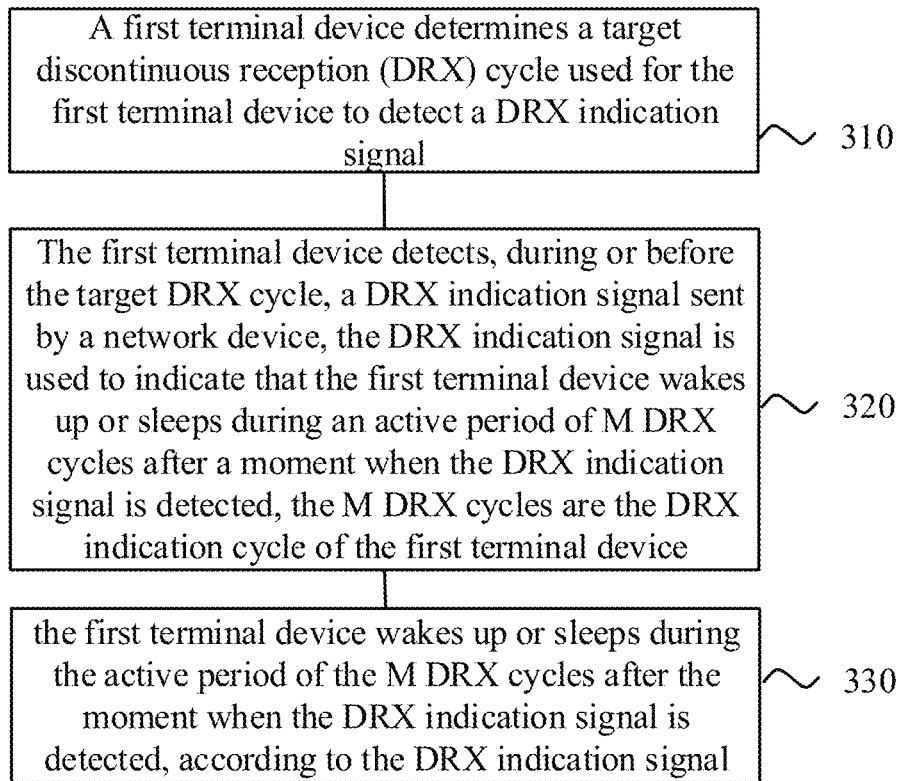 A first terminal device determines a target
discontinuous reception (DRX) cycle used for the
first terminal device to detect a DRX indication
signal
310
The first terminal device detects, during or before
the target DRX cycle, a DRX indication signal sent
by a network device, the DRX indication signal is
used to indicate that the first terminal device wakes
up or sleeps during an active period of M DRX
cycles after a moment when the DRX indication
signal is detected, the M DRX cycles are the DRX
indication cycle of the first terminal device
320
the first terminal device wakes up or sleeps during
the active period of the M DRX cycles after the
moment when the DRX indication signal is
detected, according to the DRX indication signal
330